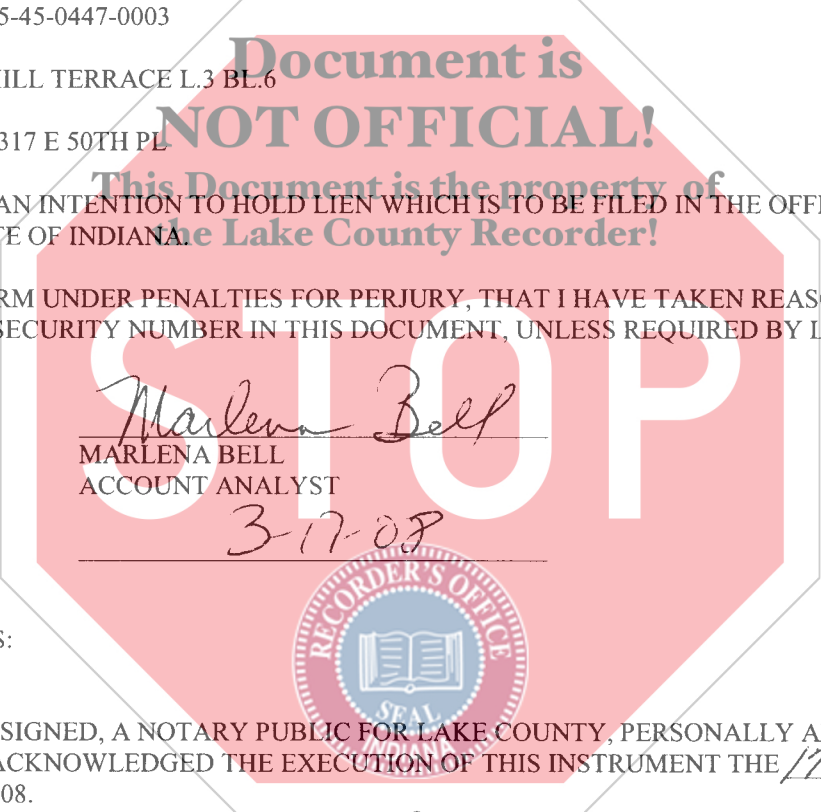 5-45-0447-0003
Document is
HILL TERRACE L.3 BL.6
NOT OFFICIAL!
317 E 50TH PL
This Document is the property of
AN INTENTION TO HOLD LIEN WHICH IS TO BE FILED IN THE OFFI
TE OF INDIANA.
the Lake County Recorder!
RM UNDER PENALTIES FOR PERJURY, THAT I HAVE TAKEN REAS
SECURITY NUMBER IN THIS DOCUMENT, UNLESS REQUIRED BY L
STOP
Marlena Bell
MARLENA BELL
ACCOUNT ANALYST
3-17-08
RECORDER'S OFFICE
SEAL
INDIANA
S:
SIGNED, A NOTARY PUBLIC FOR LAKE COUNTY, PERSONALLY A
ACKNOWLEDGED THE EXECUTION OF THIS INSTRUMENT THE 17
08.